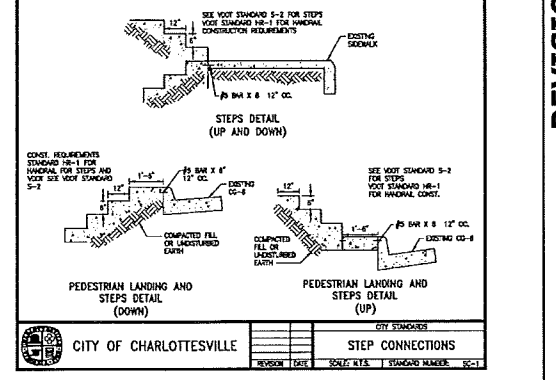 12"
6"
SEE VDOT STANDARD S-2 FOR STEPS
VDOT STANDARD HR-1 FOR HANDRAIL
CONSTRUCTION REQUIREMENTS
EXISTING
SIDEWALK
#5 BAR X 8 12" OC.
STEPS DETAIL
(UP AND DOWN)
CONST. REQUIREMENTS
STANDARD HR-1 FOR
HANDRAIL FOR STEPS AND
VDOT SEE VDOT STANDARD
S-2
12"
1'-6"
6"
#5 BAR X 6"
12" OC.
EXISTING
CG-6
COMPACTED FILL
OR UNDISTURBED
EARTH
PEDESTRIAN LANDING AND
STEPS DETAIL
(DOWN)
SEE VDOT STANDARD S-2
FOR STEPS
VDOT STANDARD HR-1
FOR HANDRAIL CONST.
12"
6"
1'-6"
#5 BAR X 8 12" OC.
EXISTING CG-6
COMPACTED
FILL OR
UNDISTURBED
EARTH
PEDESTRIAN LANDING AND
STEPS DETAIL
(UP)
CITY OF CHARLOTTESVILLE
REVISION DATE
CITY STANDARDS
STEP CONNECTIONS
SCALE: N.T.S. STANDARD NUMBER: SC-1